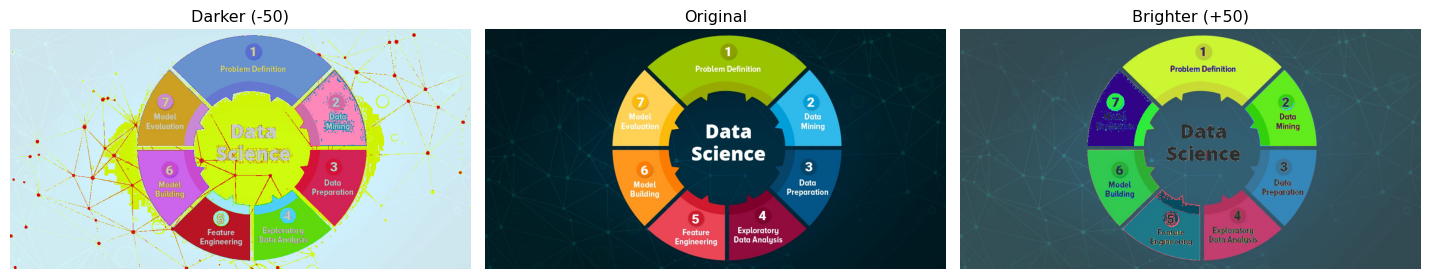 Darker (-50)
1
Problem Definition
2
Data
Mining
3
Data
Preparation
4
Exploratory
Data Analysis
5
Feature
Engineering
6
Model
Building
7
Model
Evaluation
Data
Science
Original
1
Problem Definition
2
Data
Mining
3
Data
Preparation
4
Exploratory
Data Analysis
5
Feature
Engineering
6
Model
Building
7
Model
Evaluation
Data
Science
Brighter (+50)
1
Problem Definition
2
Data
Mining
3
Data
Preparation
4
Exploratory
Data Analysis
5
Feature
Engineering
6
Model
Building
7
Data
Science